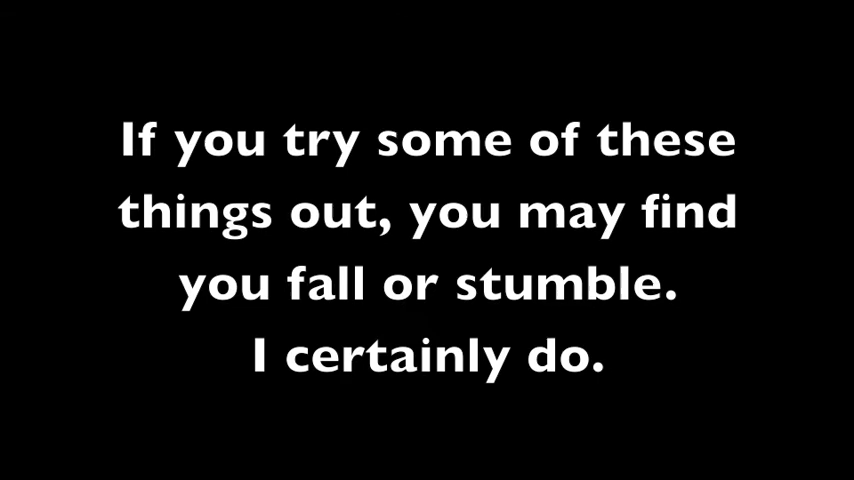 If you try some of these
things out, you may find
you fall or stumble.
I certainly do.